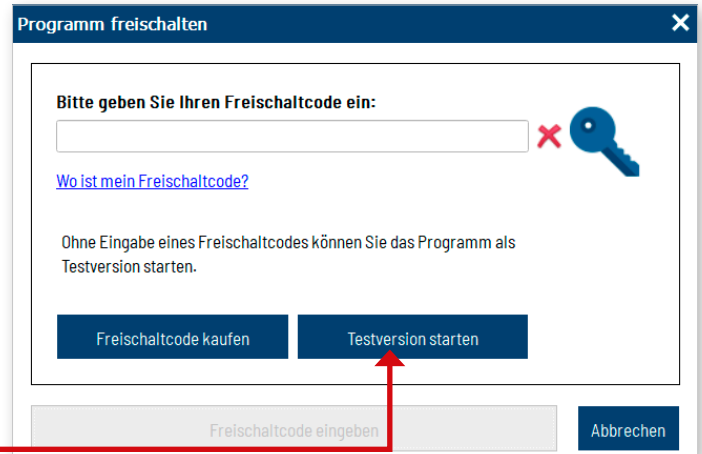 Programm freischalten
Bitte geben Sie Ihren Freischaltcode ein:
Wo ist mein Freischaltcode?
Ohne Eingabe eines Freischaltcodes können Sie das Programm als
Testversion starten.
Freischaltcode kaufen
Testversion starten
Freischaltcode eingeben
Abbrechen